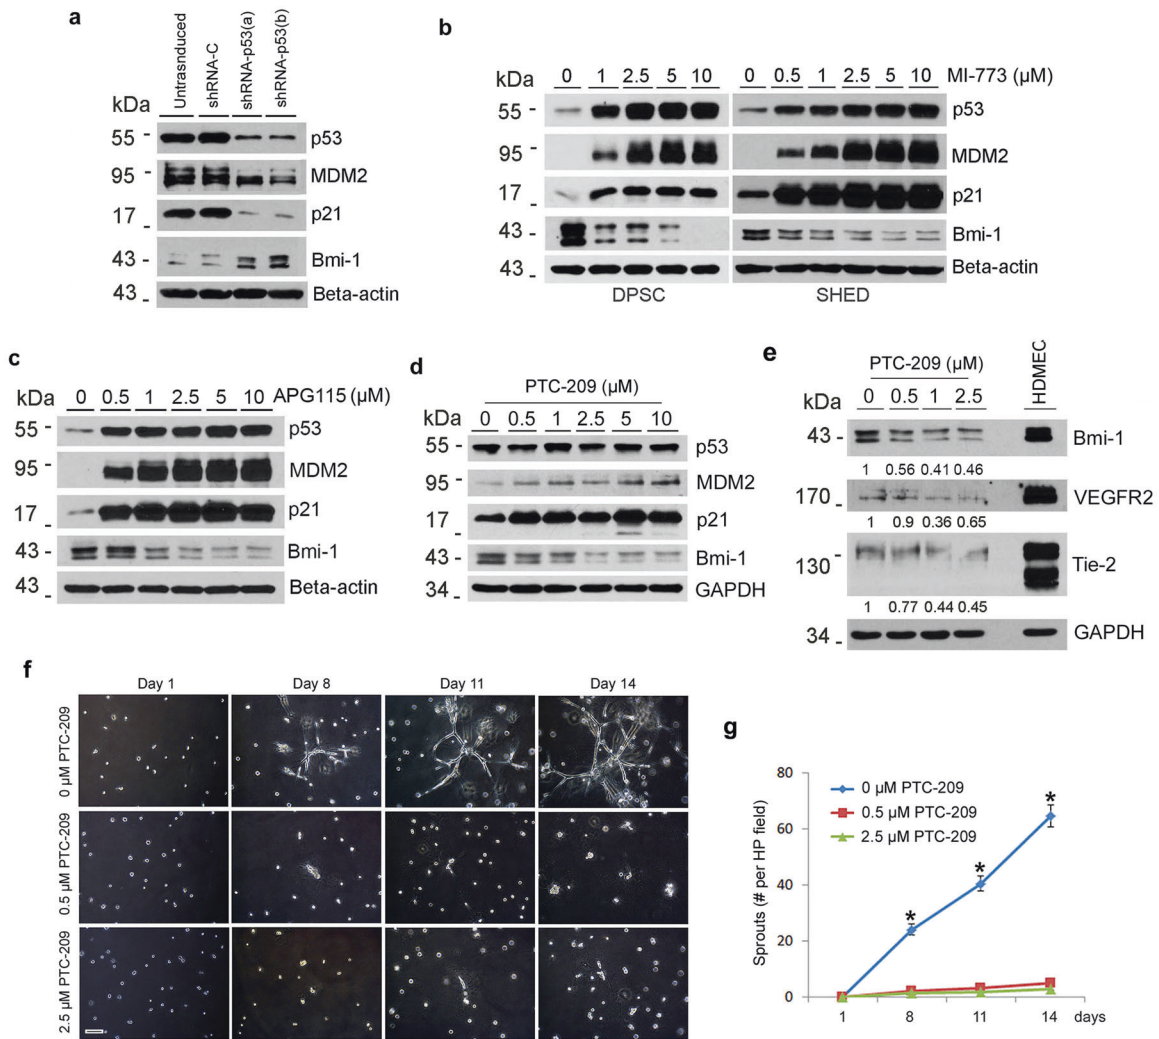 a
Untrasnduced
shRNA-C
shRNA-p53(a)
shRNA-p53(b)
kDa
55 p53
95 MDM2
17 p21
43 Bmi-1
43 Beta-actin
b
kDa 0 1 2.5 5 10 0 0.5 1 2.5 5 10 MI-773 (µM)
55 p53
95 MDM2
17 p21
43 Bmi-1
43 Beta-actin
DPSC SHED
c
kDa 0 0.5 1 2.5 5 10 APG115 (µM)
55 p53
95 MDM2
17 p21
43 Bmi-1
43 Beta-actin
d
PTC-209 (µM)
kDa 0 0.5 1 2.5 5 10
55 p53
95 MDM2
17 p21
43 Bmi-1
34 GAPDH
e
PTC-209 (µM)
HDMEC
kDa 0 0.5 1 2.5
43 Bmi-1
1 0.56 0.41 0.46
170 VEGFR2
1 0.9 0.36 0.65
130 Tie-2
1 0.77 0.44 0.45
34 GAPDH
f
Day 1 Day 8 Day 11 Day 14
0 µM PTC-209
0.5 µM PTC-209
2.5 µM PTC-209
g
Sprouts (# per HP field)
80
60
40
20
0
0 µM PTC-209
0.5 µM PTC-209
2.5 µM PTC-209
*
*
*
1 8 11 14 days